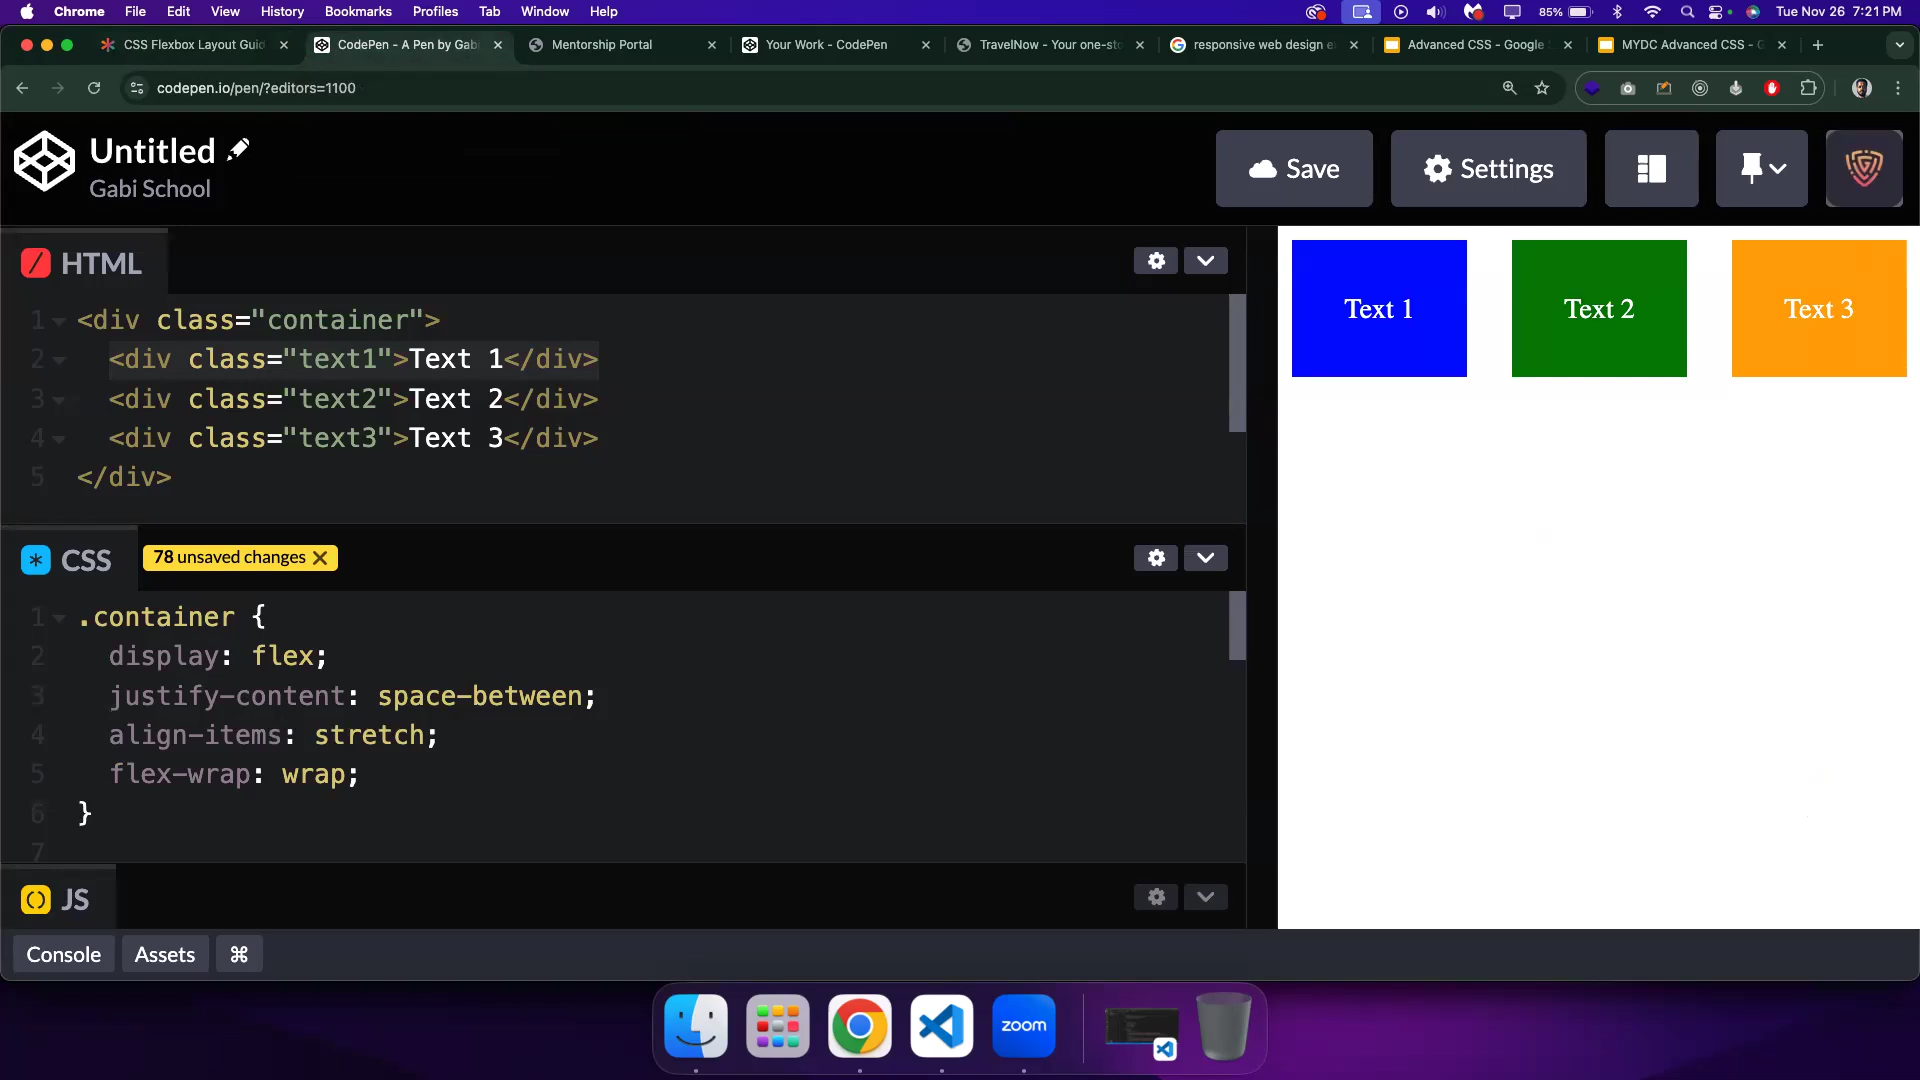 Chrome File Edit View History Bookmarks Profiles Tab Window Help 85% Tue Nov 26 7:21 PM
CSS Flexbox Layout Guid CodePen - A Pen by Gab Mentorship Portal Your Work - CodePen TravelNow - Your one-sto responsive web design e Advanced CSS - Google MYDC Advanced CSS - G
codepen.io/pen/?editors=1100
Untitled
Gabi School
Save Settings
HTML
1 <div class="container">
2 <div class="text1">Text 1</div>
3 <div class="text2">Text 2</div>
4 <div class="text3">Text 3</div>
5 </div>
CSS 78 unsaved changes
1 .container {
2 display: flex;
3 justify-content: space-between;
4 align-items: stretch;
5 flex-wrap: wrap;
6 }
7
JS
Console Assets ⌘
Text 1 Text 2 Text 3
zoom